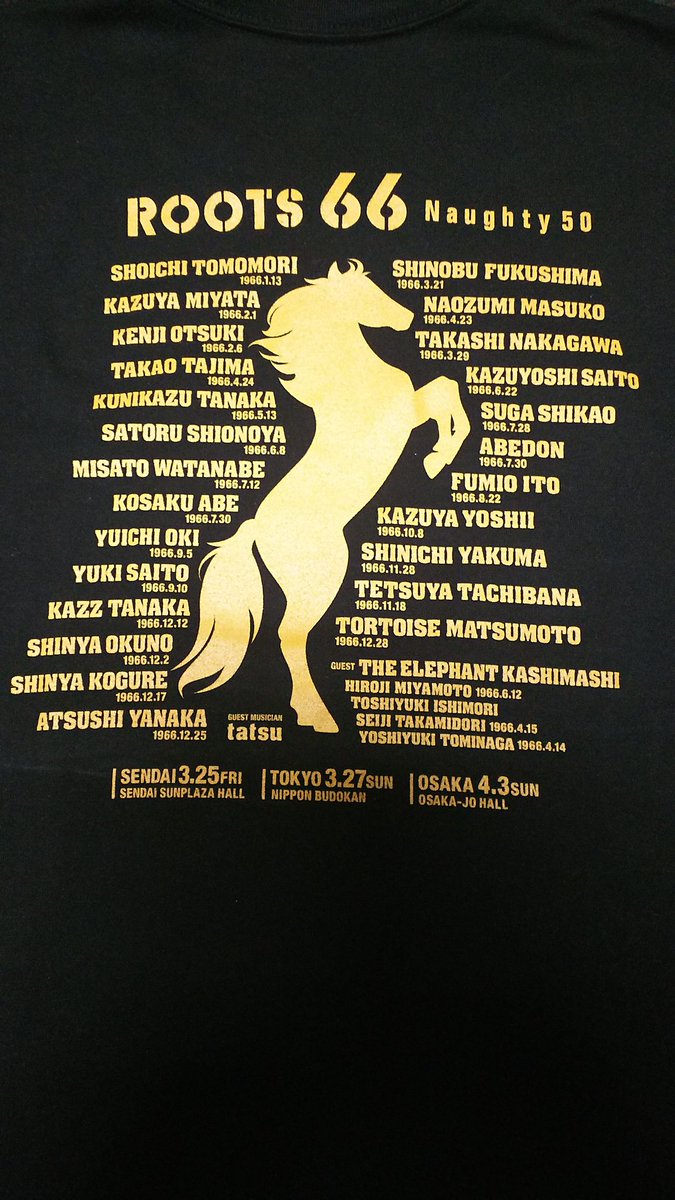 ROOTS 66 Naughty 50
SHOICHI TOMOMORI
1966.1.13
KAZUYA MIYATA
1966.2.1
KENJI OTSUKI
1966.2.6
TAKAO TAJIMA
1966.4.24
KUNIKAZU TANAKA
1966.5.13
SATORU SHIONOYA
1966.6.8
MISATO WATANABE
1966.7.12
KOSAKU ABE
1966.7.30
YUICHI OKI
1966.9.5
YUKI SAITO
1966.9.10
KAZZ TANAKA
1966.12.12
SHINYA OKUNO
1966.12.2
SHINYA KOGURE
1966.12.17
ATSUSHI YANAKA
1966.12.25
GUEST MUSICIAN
tatsu
SHINOBU FUKUSHIMA
1966.3.21
NAOZUMI MASUKO
1966.4.23
TAKASHI NAKAGAWA
1966.3.29
KAZUYOSHI SAITO
1966.6.22
SUGA SHIKAO
1966.7.28
ABEDON
1966.7.30
FUMIO ITO
1966.8.22
KAZUYA YOSHII
1966.10.8
SHINICHI YAKUMA
1966.11.28
TETSUYA TACHIBANA
1966.11.18
TORTOISE MATSUMOTO
1966.12.28
GUEST THE ELEPHANT KASHIMASHI
HIROJI MIYAMOTO 1966.6.12
TOSHIYUKI ISHIMORI
SEIJI TAKAMIDORI 1966.4.15
YOSHIYUKI TOMINAGA 1966.4.14
SENDAI 3.25 FRI
SENDAI SUNPLAZA HALL
TOKYO 3.27 SUN
NIPPON BUDOKAN
OSAKA 4.3 SUN
OSAKA-JO HALL